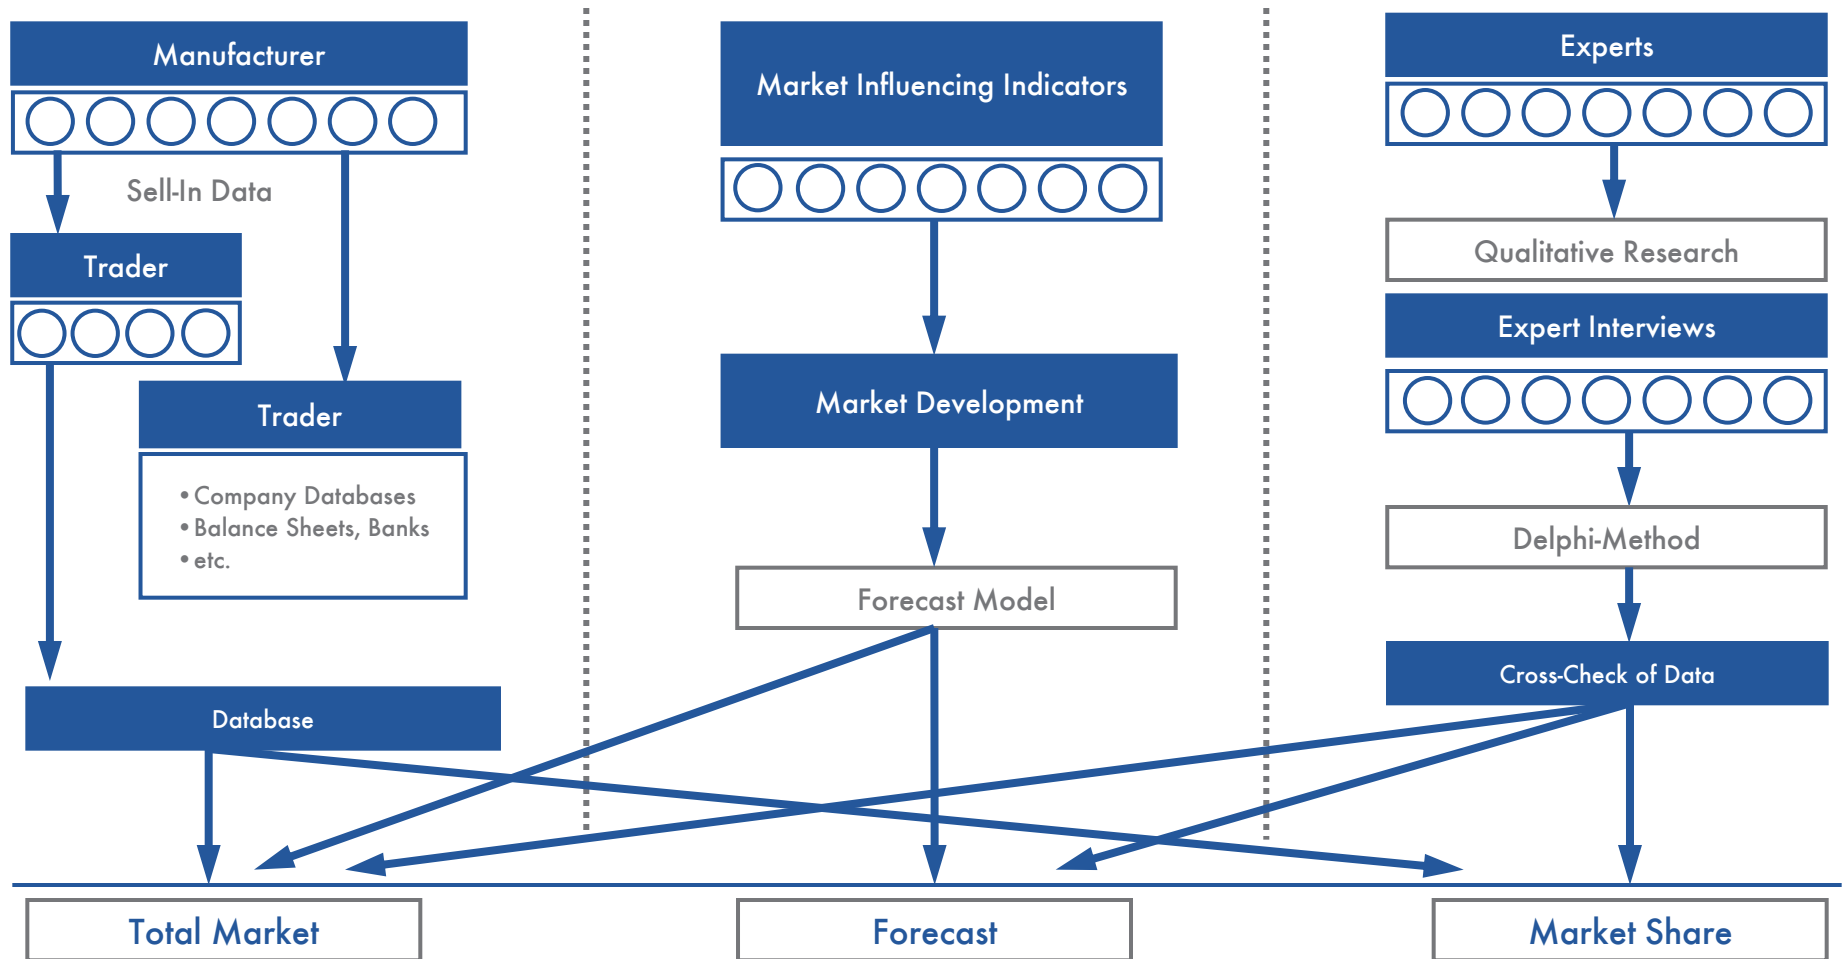 Manufacturer
Sell-In Data
Trader
Trader
• Company Databases
• Balance Sheets, Banks
• etc.
Database
Market Influencing Indicators
Market Development
Forecast Model
Experts
Qualitative Research
Expert Interviews
Delphi-Method
Cross-Check of Data
Total Market
Forecast
Market Share